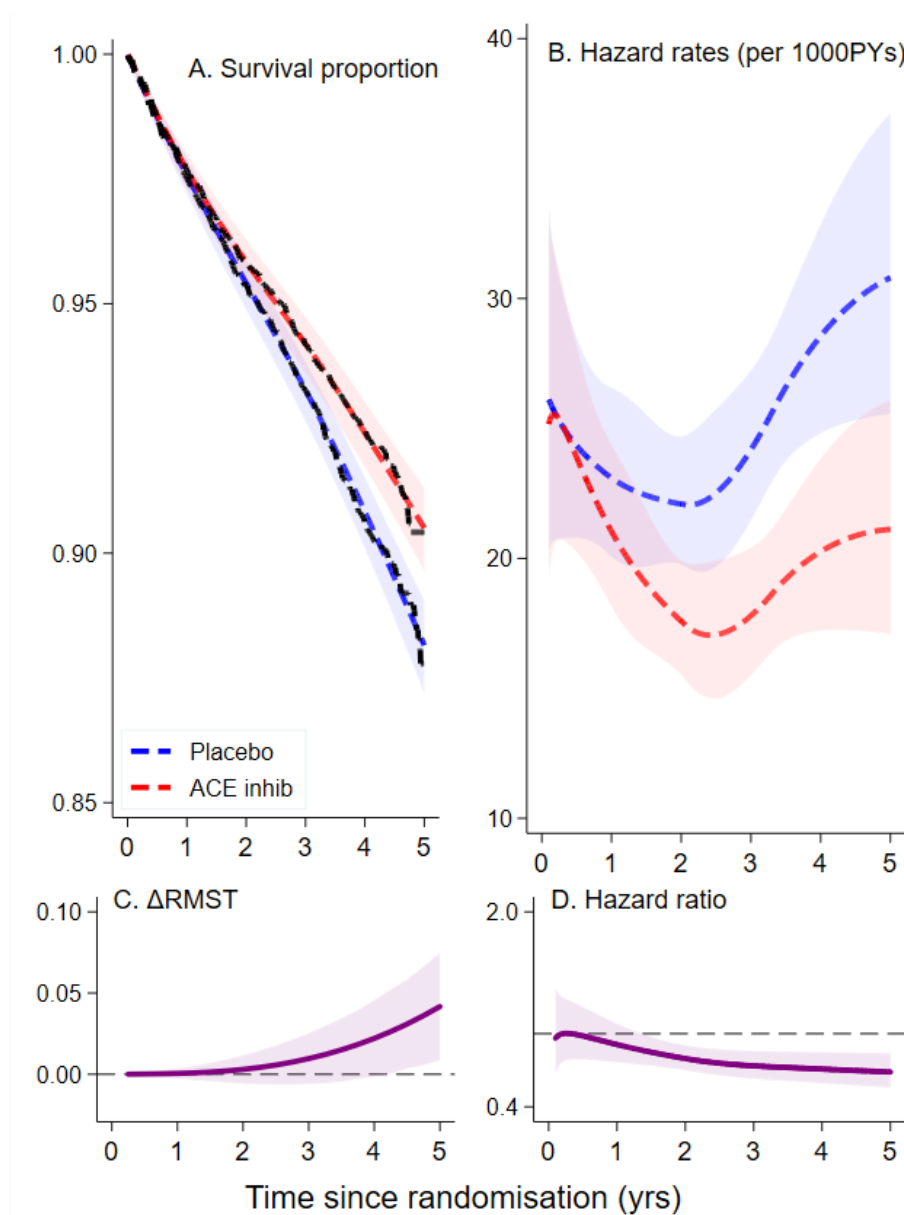 A. Survival proportion
1.00
0.95
0.90
0.85
Placebo
ACE inhib
0 1 2 3 4 5
B. Hazard rates (per 1000PYs)
40
30
20
10
0 1 2 3 4 5
C. ΔRMST
0.10
0.05
0.00
0 1 2 3 4 5
D. Hazard ratio
2.0
0.4
0 1 2 3 4 5
Time since randomisation (yrs)